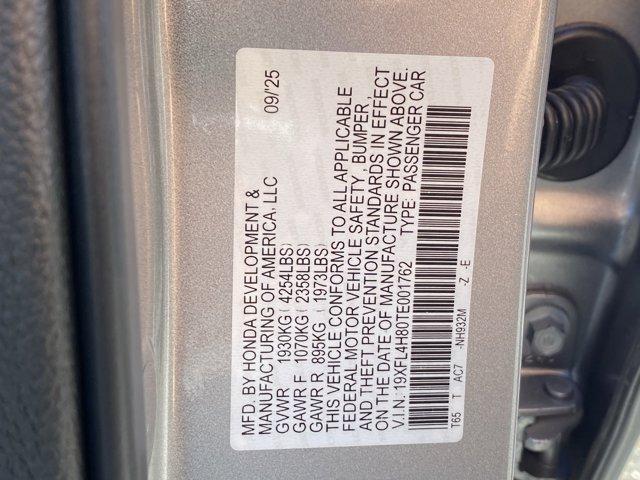 MFD. BY HONDA DEVELOPMENT & 09/'25
MANUFACTURING OF AMERICA, LLC
GVWR 1930KG (4254LBS)
GAWR F 1070KG (2358LBS)
GAWR R 895KG (1973LBS)
THIS VEHICLE CONFORMS TO ALL APPLICABLE
FEDERAL MOTOR VEHICLE SAFETY, BUMPER,
AND THEFT PREVENTION STANDARDS IN EFFECT
ON THE DATE OF MANUFACTURE SHOWN ABOVE.
V.I.N: 19XFL4H80TE001762 TYPE: PASSENGER CAR
T65 T AC7 -NH932M -Z -E